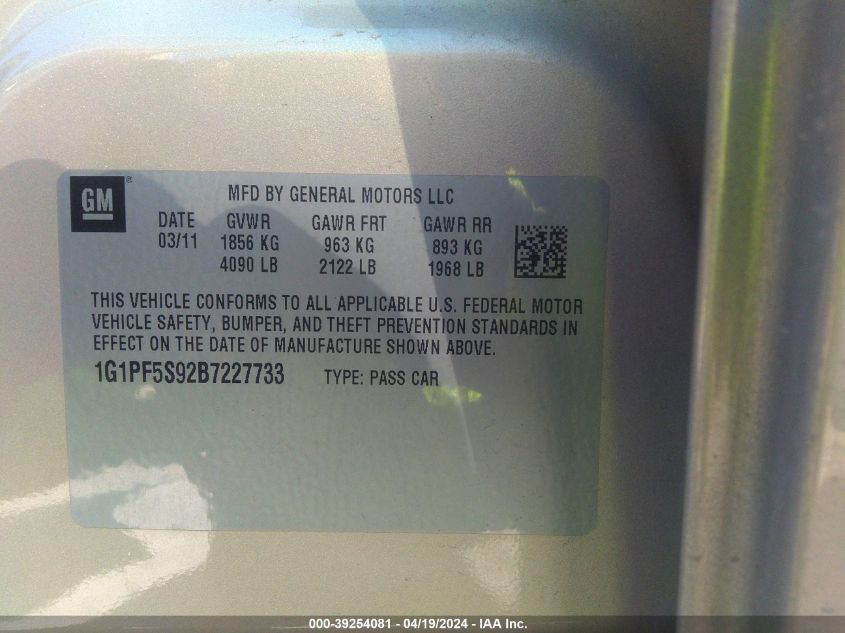 GM ®
MFD BY GENERAL MOTORS LLC
DATE GVWR GAWR FRT GAWR RR
03/11 1856 KG 963 KG 893 KG
4090 LB 2122 LB 1968 LB
THIS VEHICLE CONFORMS TO ALL APPLICABLE U.S. FEDERAL MOTOR
VEHICLE SAFETY, BUMPER, AND THEFT PREVENTION STANDARDS IN
EFFECT ON THE DATE OF MANUFACTURE SHOWN ABOVE.
1G1PF5S92B7227733 TYPE: PASS CAR
000-39254081 - 04/19/2024 - IAA Inc.